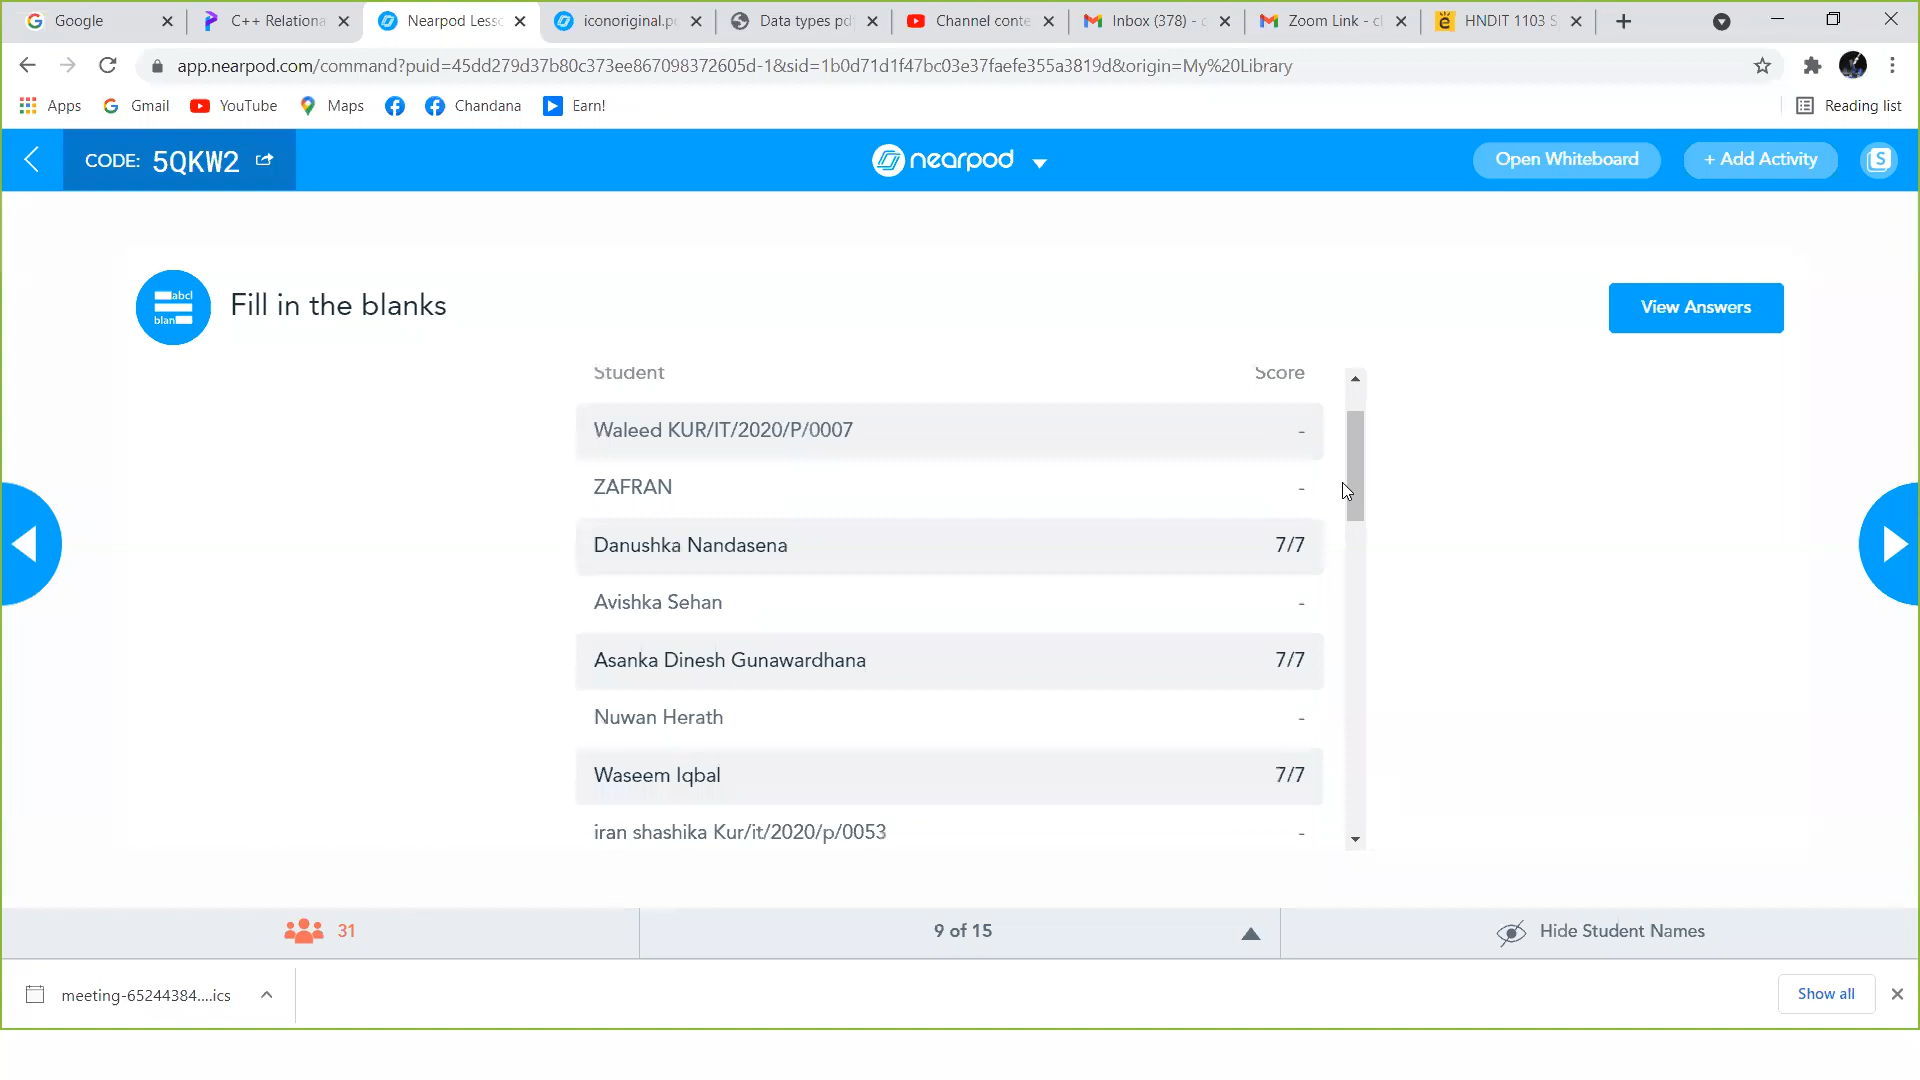 Google
C++ Relationa
Nearpod Lesso
iconoriginal.p
Data types pd
Channel conte
Inbox (378) - c
Zoom Link - cl
HNDIT 1103 S
app.nearpod.com/command?puid=45dd279d37b80c373ee867098372605d-1&sid=1b0d71d1f47bc03e37faefe355a3819d&origin=My%20Library
Apps
Gmail
YouTube
Maps
Chandana
Earn!
Reading list
CODE: 5QKW2
nearpod
Open Whiteboard
+ Add Activity
S
abcl
blan
Fill in the blanks
View Answers
Student Score
Waleed KUR/IT/2020/P/0007 -
ZAFRAN -
Danushka Nandasena 7/7
Avishka Sehan -
Asanka Dinesh Gunawardhana 7/7
Nuwan Herath -
Waseem Iqbal 7/7
iran shashika Kur/it/2020/p/0053 -
31
9 of 15
Hide Student Names
meeting-65244384....ics
Show all